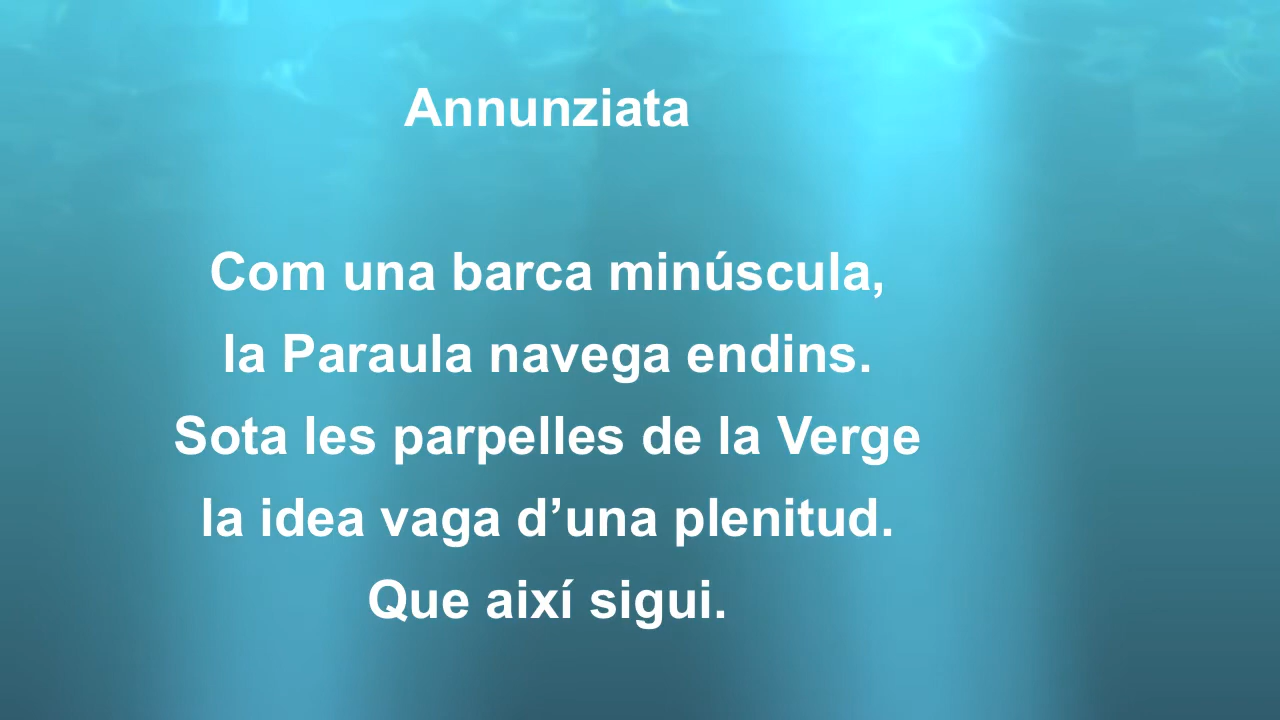 Annunziata
Com una barca minúscula,
la Paraula navega endins.
Sota les parpelles de la Verge
la idea vaga d’una plenitud.
Que així sigui.